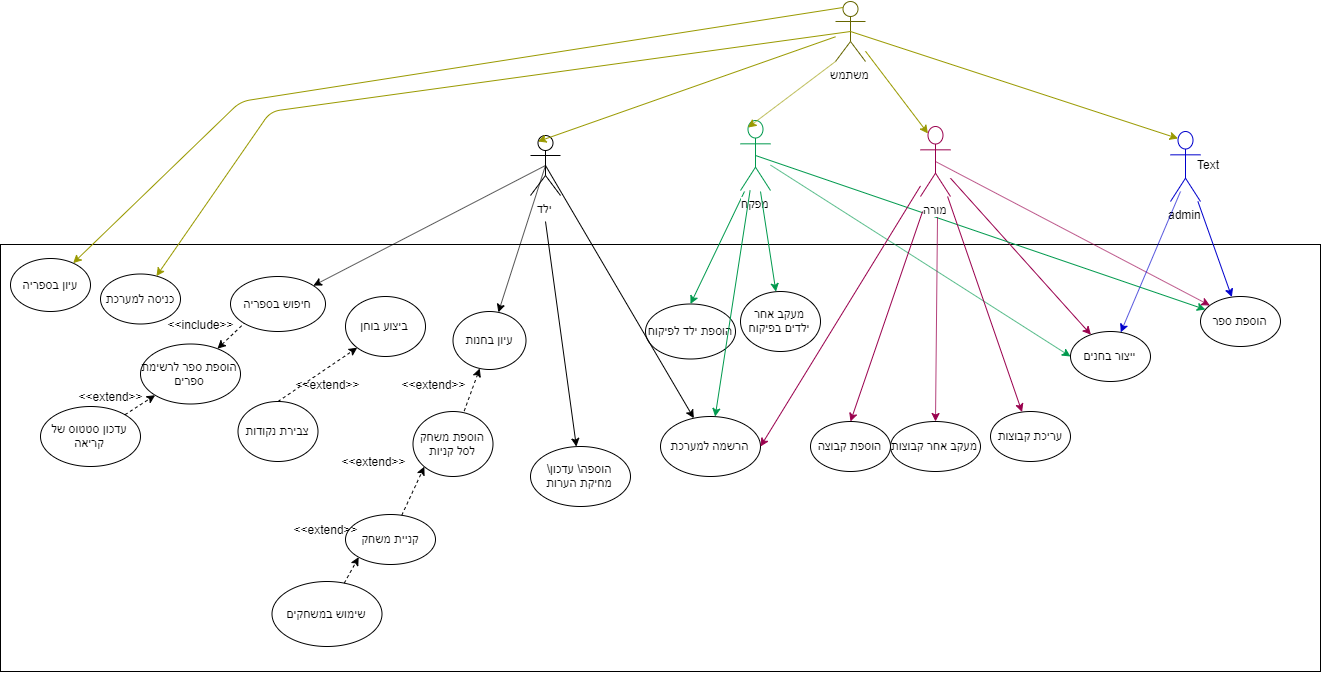 משתמש
Text
ילד
מפקח
מורה
admin
עיון בספריה
כניסה למערכת
חיפוש בספריה
ביצוע בוחן
עיון בחנות
הוספת ילד לפיקוח
מעקב אחר
ילדים בפיקוח
ייצור בחנים
הוספת ספר
<<include>>
הוספת ספר לרשימת
ספרים
<<extend>>
<<extend>>
<<extend>>
עדכון סטטוס של
קריאה
צבירת נקודות
הוספת משחק
לסל קניות
הרשמה למערכת
הוספת קבוצה
מעקב אחר קבוצות
עריכת קבוצות
<<extend>>
הוספה\ עדכון\
מחיקת הערות
<<extend>>
קניית משחק
שימוש במשחקים